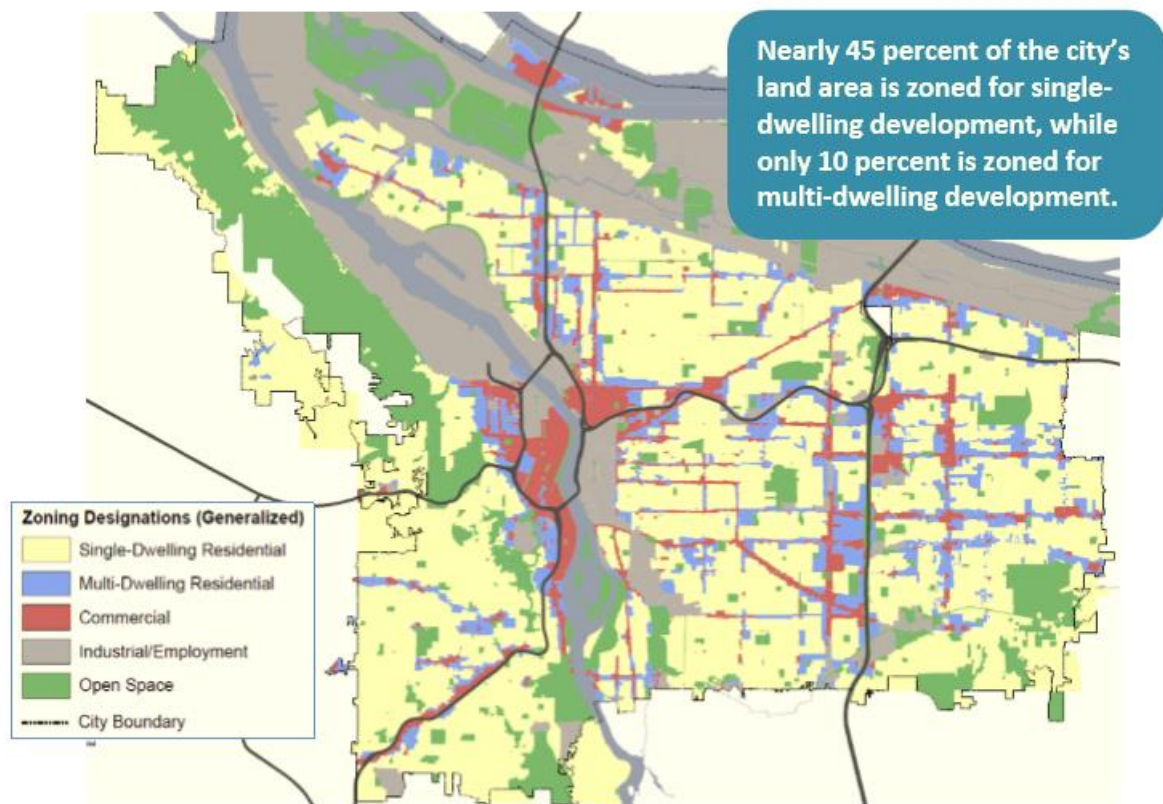 Nearly 45 percent of the city’s
land area is zoned for single-
dwelling development, while
only 10 percent is zoned for
multi-dwelling development.
Zoning Designations (Generalized)
Single-Dwelling Residential
Multi-Dwelling Residential
Commercial
Industrial/Employment
Open Space
City Boundary